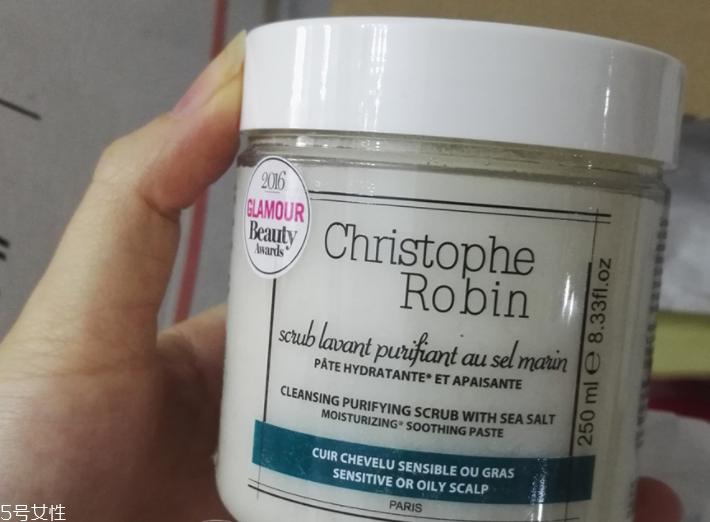 2016
GLAMOUR
Beauty
Awards
Christophe
Robin
scrub lavant purifiant au sel marin
PÂTE HYDRATANTE* ET APAISANTE
CLEANSING PURIFYING SCRUB WITH SEA SALT
MOISTURIZING* SOOTHING PASTE
CUIR CHEVELU SENSIBLE OU GRAS
SENSITIVE OR OILY SCALP
PARIS
250 ml ℮ 8.33fl.oz
5号女性